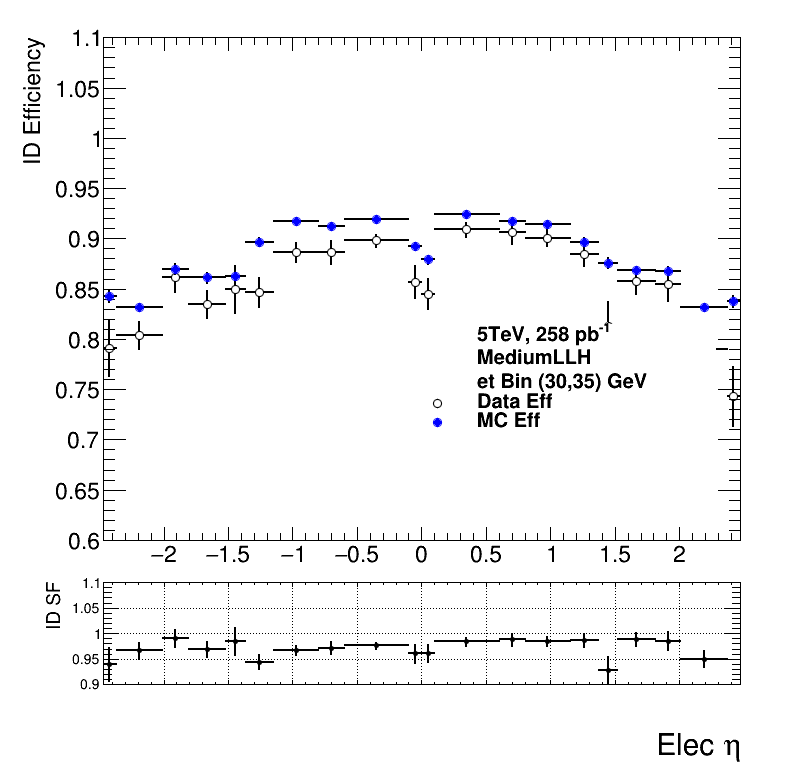 ID Efficiency
1.1
1.05
1
0.95
0.9
0.85
0.8
0.75
0.7
0.65
0.6
5TeV, 258 pb⁻¹
MediumLLH
et Bin (30,35) GeV
Data Eff
MC Eff
−2 −1.5 −1 −0.5 0 0.5 1 1.5 2
ID SF
1.1
1.05
1
0.95
0.9
Elec η